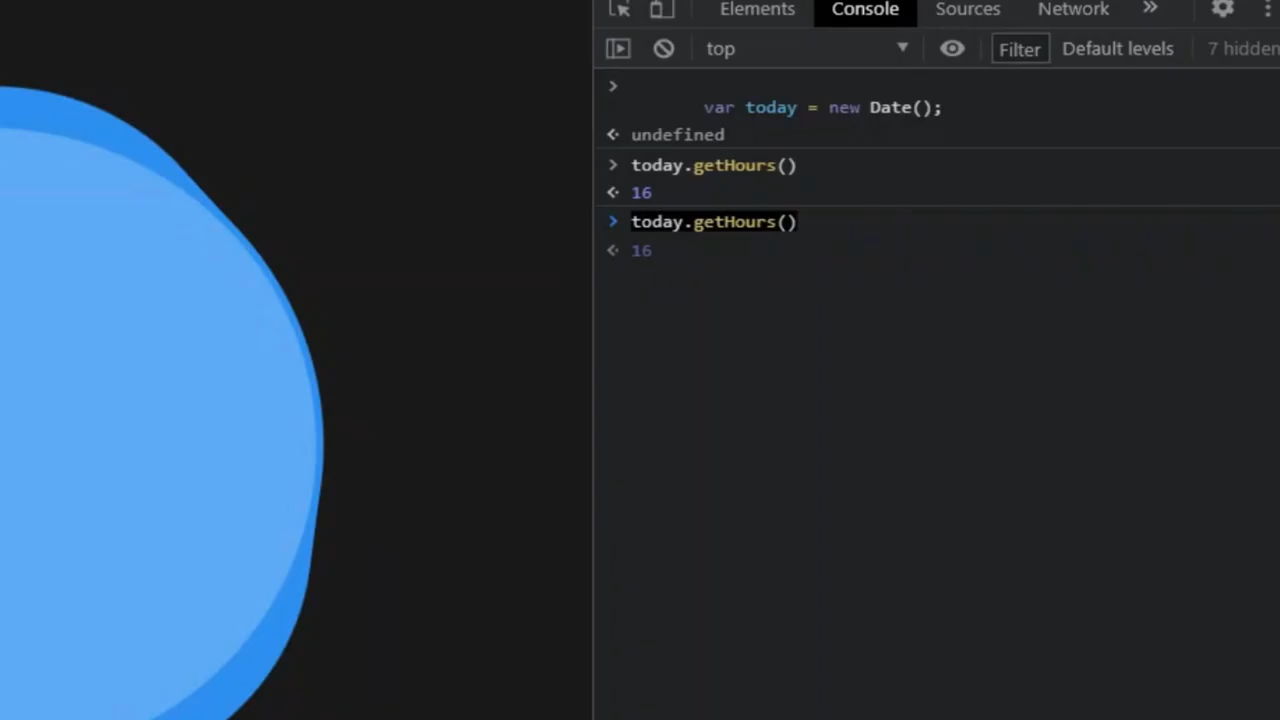 Elements Console Sources Network »
top ▼ Filter Default levels 7 hidden
>
var today = new Date();
undefined
> today.getHours()
16
> today.getHours()
16